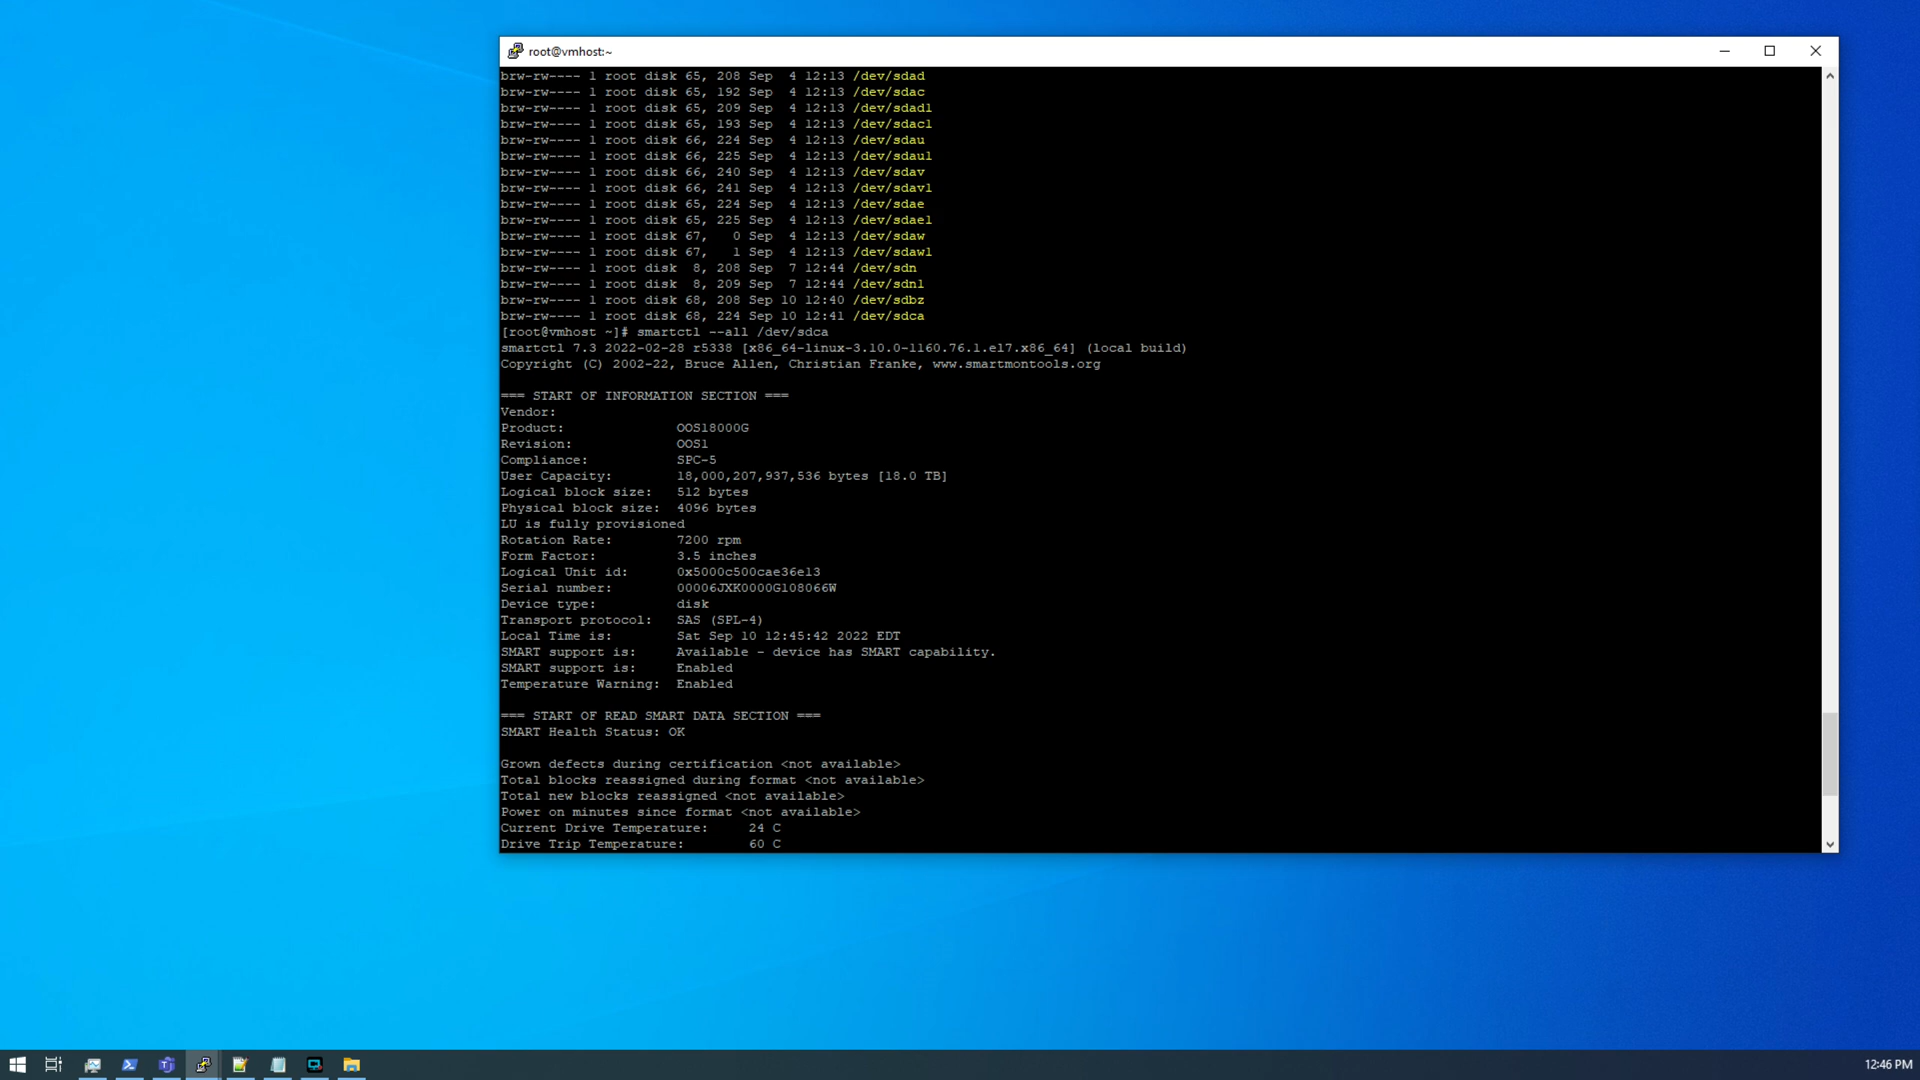 root@vmhost:~
brw-rw---- 1 root disk 65, 208 Sep  4 12:13 /dev/sdad
brw-rw---- 1 root disk 65, 192 Sep  4 12:13 /dev/sdac
brw-rw---- 1 root disk 65, 209 Sep  4 12:13 /dev/sdad1
brw-rw---- 1 root disk 65, 193 Sep  4 12:13 /dev/sdac1
brw-rw---- 1 root disk 66, 224 Sep  4 12:13 /dev/sdau
brw-rw---- 1 root disk 66, 225 Sep  4 12:13 /dev/sdau1
brw-rw---- 1 root disk 66, 240 Sep  4 12:13 /dev/sdav
brw-rw---- 1 root disk 66, 241 Sep  4 12:13 /dev/sdav1
brw-rw---- 1 root disk 65, 224 Sep  4 12:13 /dev/sdae
brw-rw---- 1 root disk 65, 225 Sep  4 12:13 /dev/sdae1
brw-rw---- 1 root disk 67,   0 Sep  4 12:13 /dev/sdaw
brw-rw---- 1 root disk 67,   1 Sep  4 12:13 /dev/sdaw1
brw-rw---- 1 root disk  8, 208 Sep  7 12:44 /dev/sdn
brw-rw---- 1 root disk  8, 209 Sep  7 12:44 /dev/sdn1
brw-rw---- 1 root disk 68, 208 Sep 10 12:40 /dev/sdbz
brw-rw---- 1 root disk 68, 224 Sep 10 12:41 /dev/sdca
[root@vmhost ~]# smartctl --all /dev/sdca
smartctl 7.3 2022-02-28 r5338 [x86_64-linux-3.10.0-1160.76.1.el7.x86_64] (local build)
Copyright (C) 2002-22, Bruce Allen, Christian Franke, www.smartmontools.org
=== START OF INFORMATION SECTION ===
Vendor:
Product:              OOS18000G
Revision:             OOS1
Compliance:           SPC-5
User Capacity:        18,000,207,937,536 bytes [18.0 TB]
Logical block size:   512 bytes
Physical block size:  4096 bytes
LU is fully provisioned
Rotation Rate:        7200 rpm
Form Factor:          3.5 inches
Logical Unit id:      0x5000c500cae36e13
Serial number:        00006JXK0000G108066W
Device type:          disk
Transport protocol:   SAS (SPL-4)
Local Time is:        Sat Sep 10 12:45:42 2022 EDT
SMART support is:     Available - device has SMART capability.
SMART support is:     Enabled
Temperature Warning:  Enabled
=== START OF READ SMART DATA SECTION ===
SMART Health Status: OK
Grown defects during certification <not available>
Total blocks reassigned during format <not available>
Total new blocks reassigned <not available>
Power on minutes since format <not available>
Current Drive Temperature:     24 C
Drive Trip Temperature:        60 C
12:46 PM